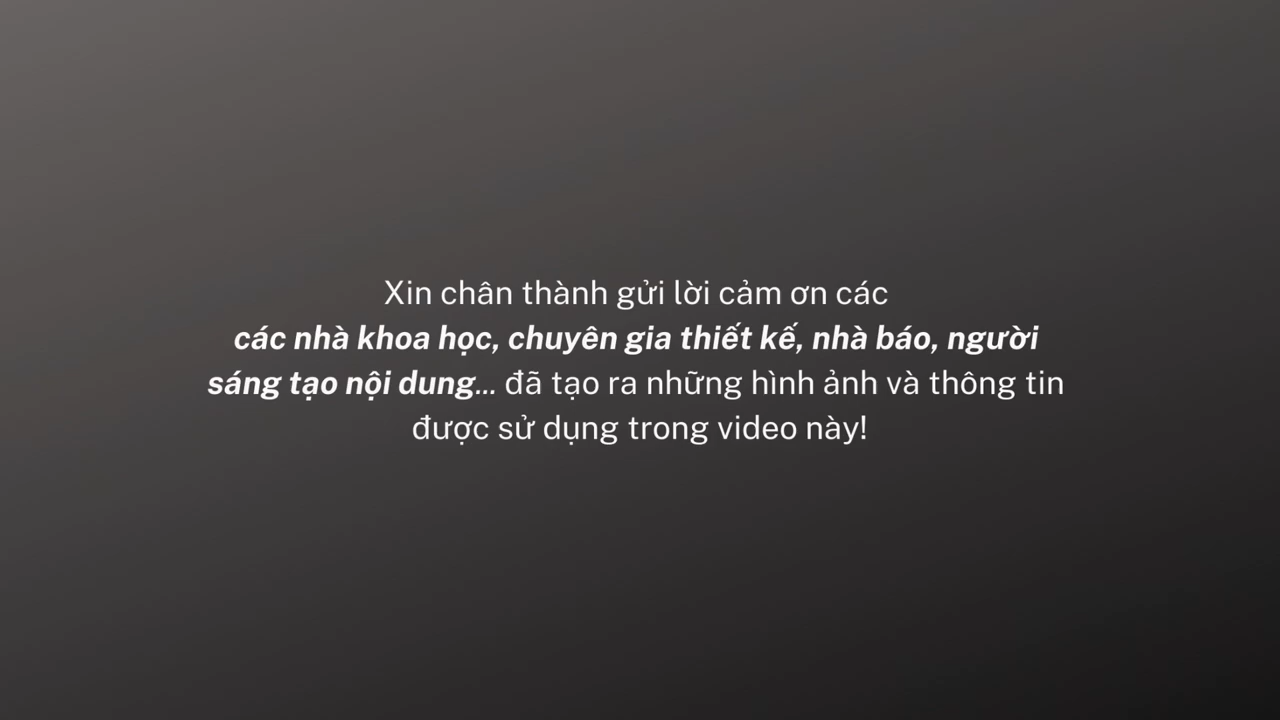 Xin chân thành gửi lời cảm ơn các
các nhà khoa học, chuyên gia thiết kế, nhà báo, người
sáng tạo nội dung... đã tạo ra những hình ảnh và thông tin
được sử dụng trong video này!